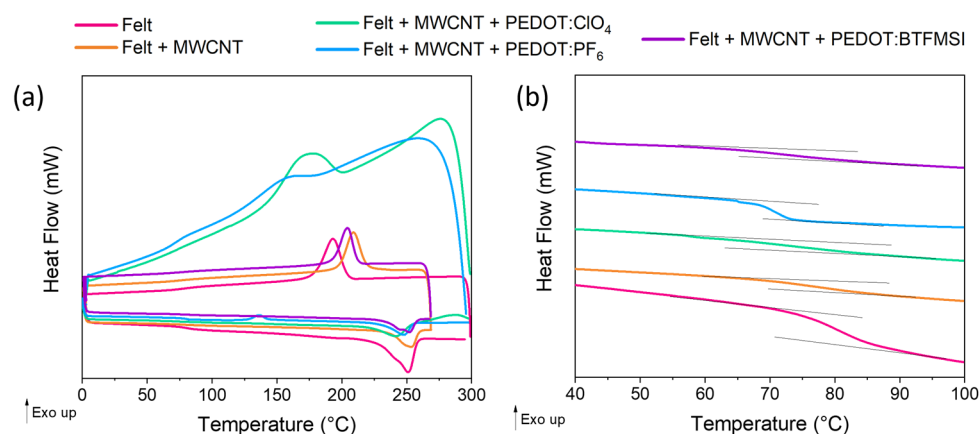 Felt
Felt + MWCNT
Felt + MWCNT + PEDOT:ClO₄
Felt + MWCNT + PEDOT:PF₆
Felt + MWCNT + PEDOT:BTFMSI
(a)
Heat Flow (mW)
0 50 100 150 200 250 300
Temperature (°C)
Exo up
(b)
Heat Flow (mW)
40 50 60 70 80 90 100
Temperature (°C)
Exo up